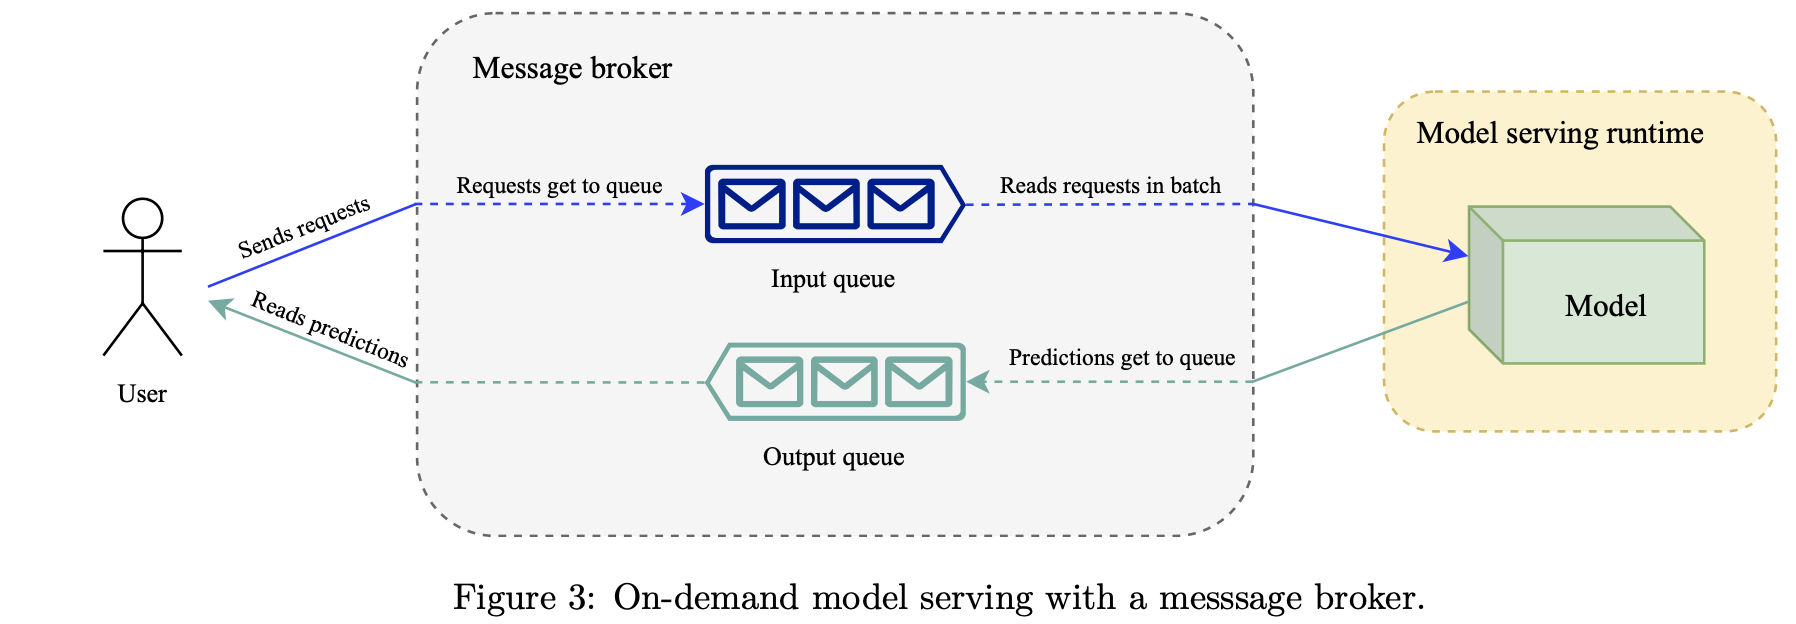 Message broker
Model serving runtime
Sends requests
Requests get to queue
Reads requests in batch
Input queue
Model
Reads predictions
Predictions get to queue
User
Output queue
Figure 3: On-demand model serving with a messsage broker.